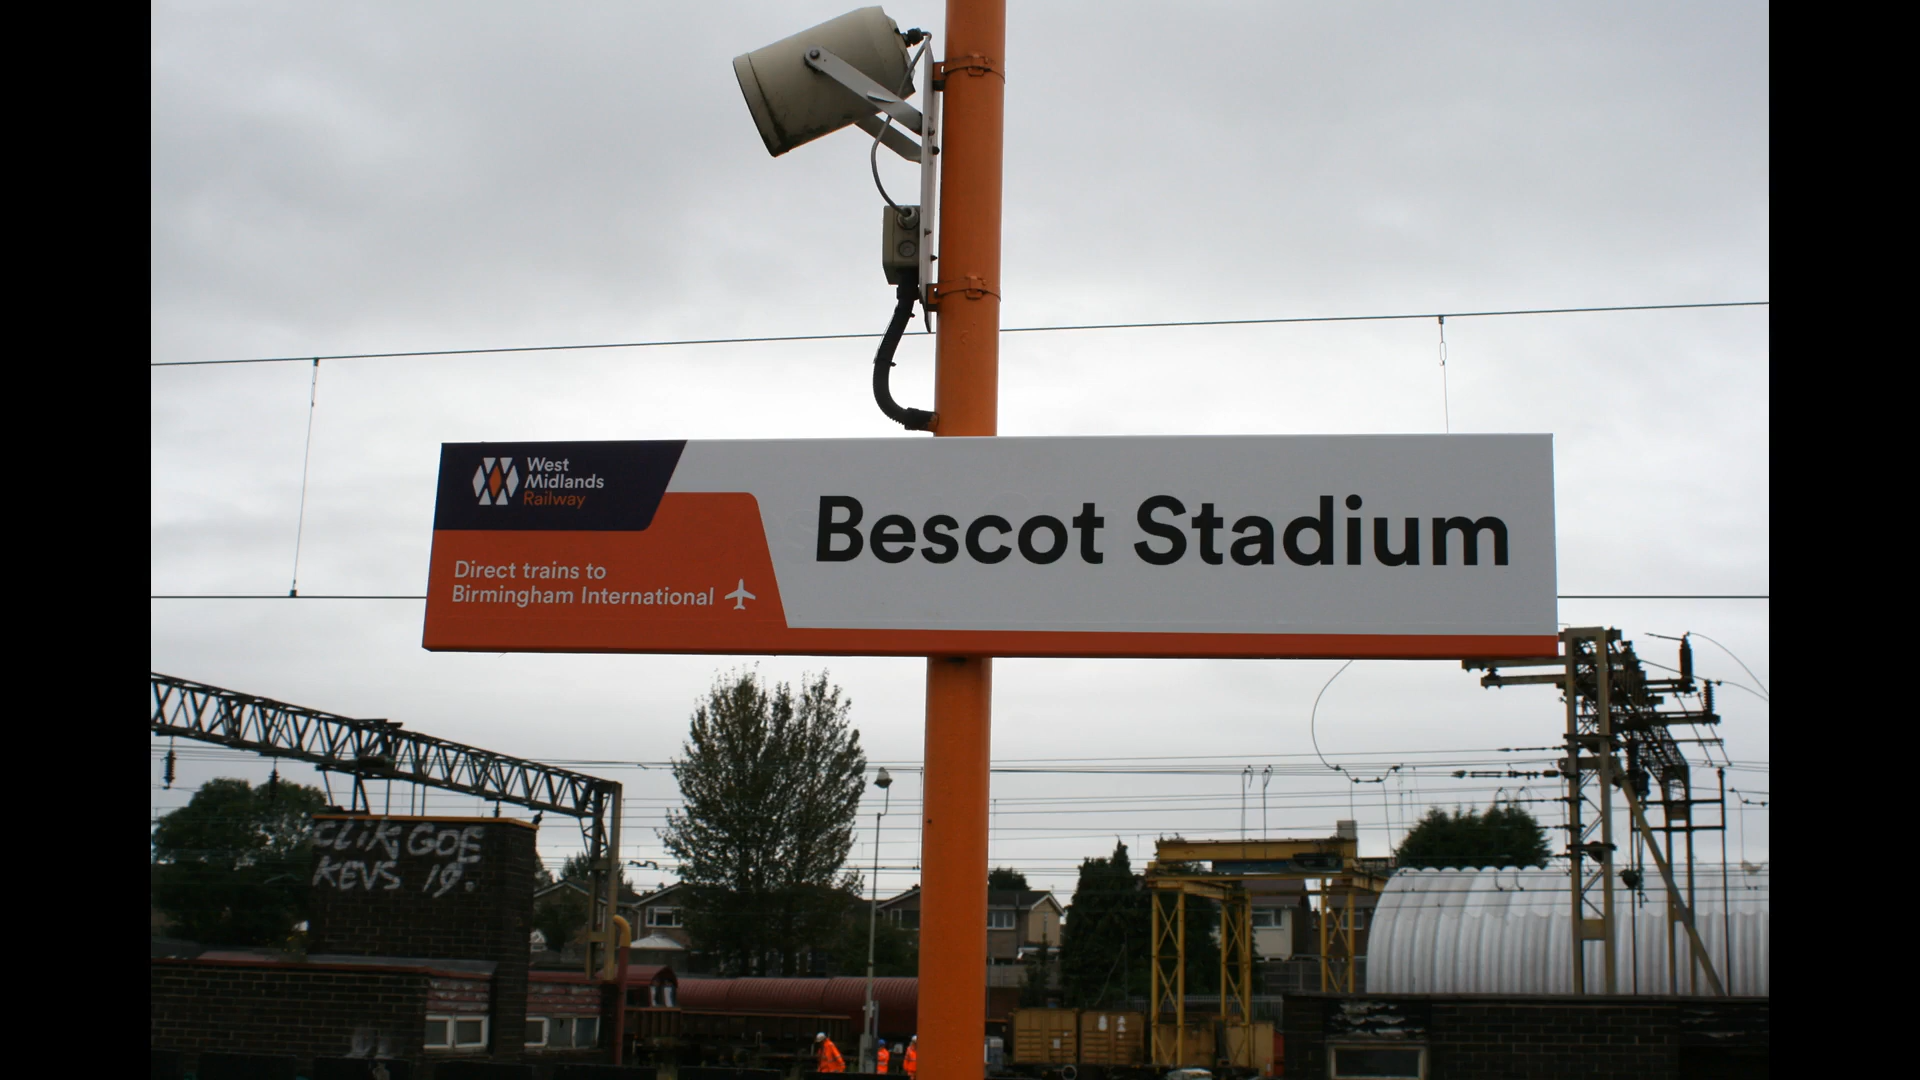 West
Midlands
Railway
Bescot Stadium
Direct trains to
Birmingham International
CLIK GOE
KEVS 19.